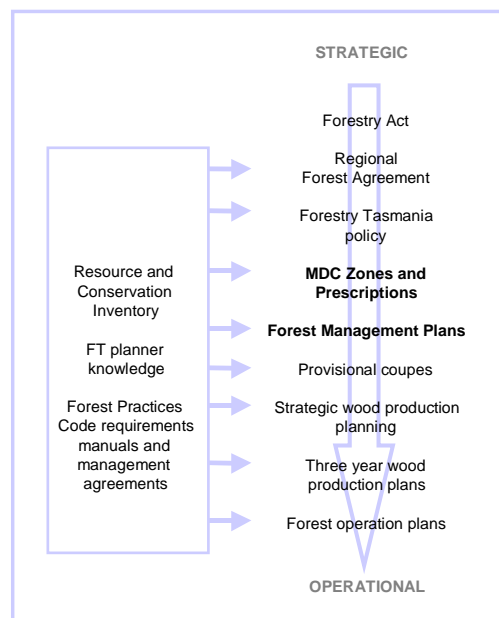 STRATEGIC
Forestry Act
Regional
Forest Agreement
Forestry Tasmania
policy
MDC Zones and
Prescriptions
Forest Management Plans
Provisional coupes
Strategic wood production
planning
Three year wood
production plans
Forest operation plans
OPERATIONAL
Resource and
Conservation
Inventory
FT planner
knowledge
Forest Practices
Code requirements
manuals and
management
agreements